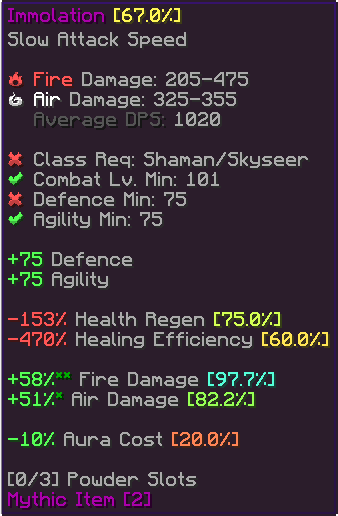 Immolation [67.0%]
Slow Attack Speed
Fire Damage: 205-475
Air Damage: 325-355
Average DPS: 1020
✖ Class Req: Shaman/Skyseer
✔ Combat Lv. Min: 101
✖ Defence Min: 75
✔ Agility Min: 75
+75 Defence
+75 Agility
-153% Health Regen [75.0%]
-470% Healing Efficiency [60.0%]
+58%** Fire Damage [97.7%]
+51%* Air Damage [82.2%]
-10% Aura Cost [20.0%]
[0/3] Powder Slots
Mythic Item [2]